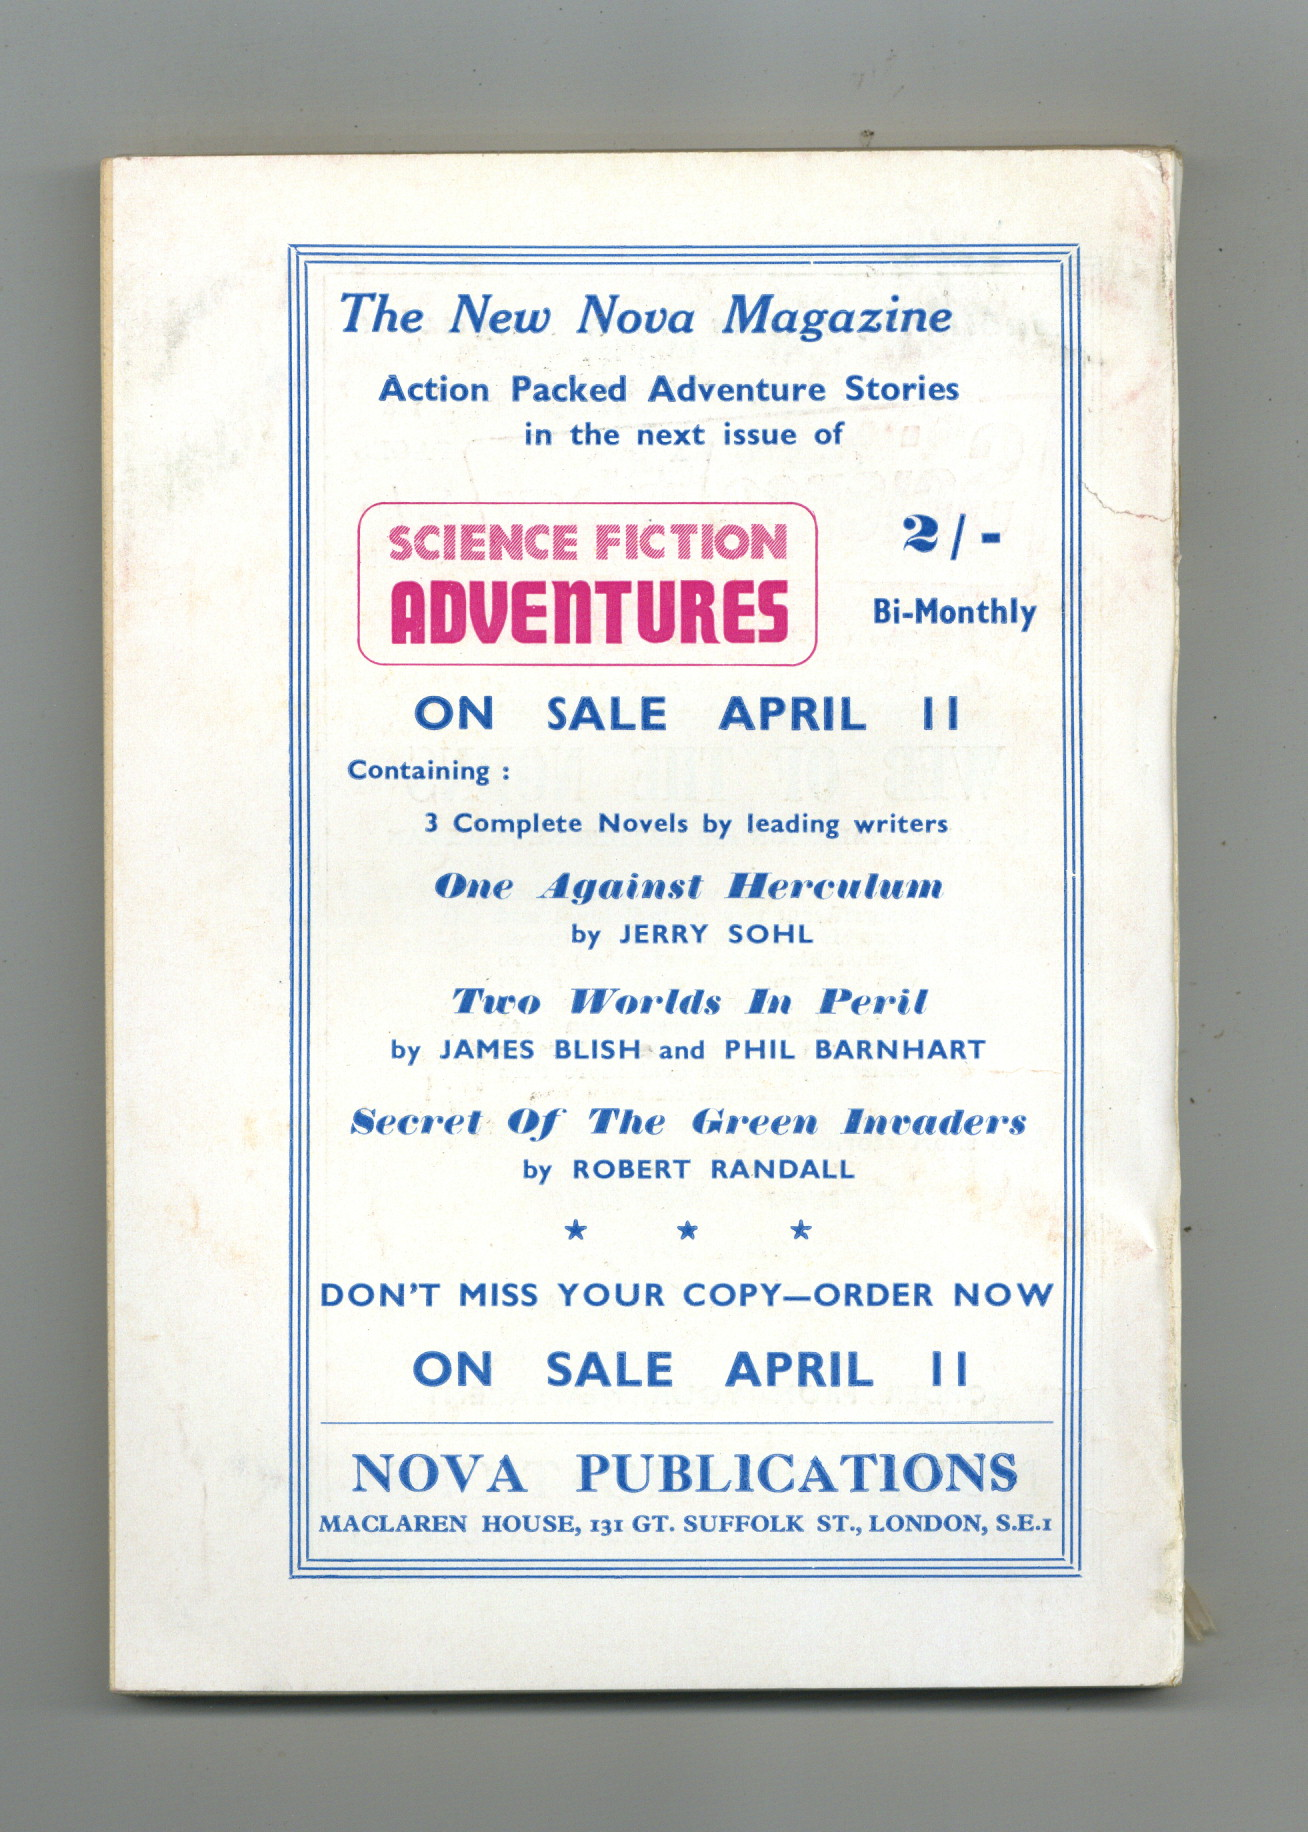 The New Nova Magazine
Action Packed Adventure Stories
in the next issue of
SCIENCE FICTION
ADVENTURES
2/-
Bi-Monthly
ON SALE APRIL 11
Containing :
3 Complete Novels by leading writers
One Against Herculum
by JERRY SOHL
Two Worlds In Peril
by JAMES BLISH and PHIL BARNHART
Secret Of The Green Invaders
by ROBERT RANDALL
DON'T MISS YOUR COPY—ORDER NOW
ON SALE APRIL 11
NOVA PUBLICATIONS
MACLAREN HOUSE, 131 GT. SUFFOLK ST., LONDON, S.E.1